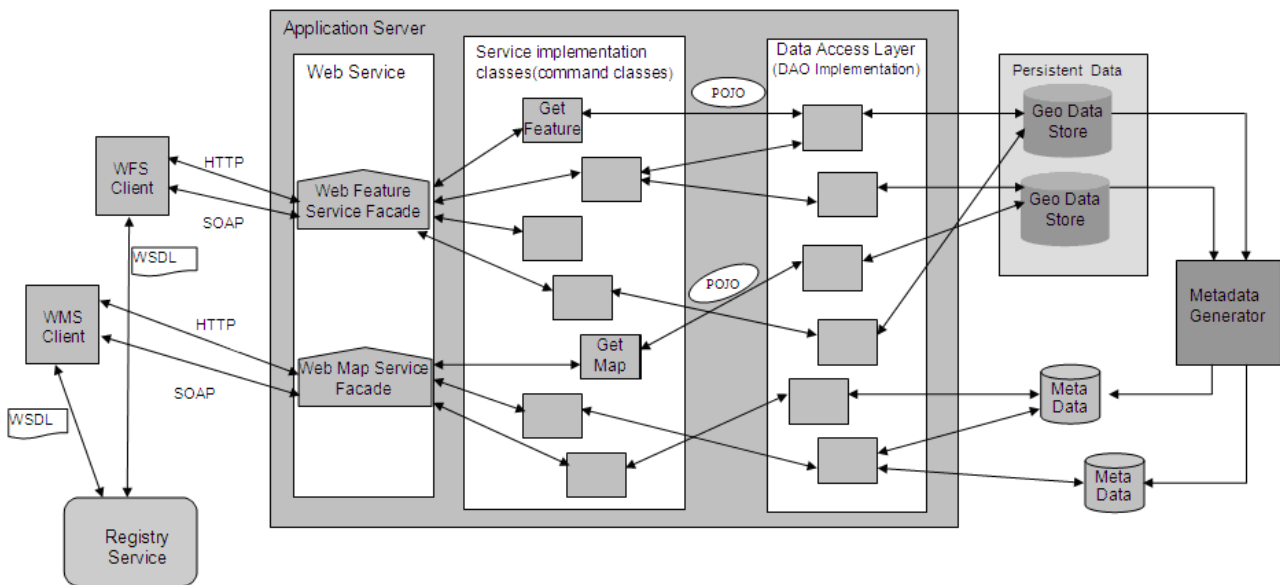 Application Server
Web Service
Service implementation
classes(command classes)
Data Access Layer
(DAO Implementation)
Persistent Data
POJO
Get
Feature
Geo Data
Store
HTTP
WFS
Client
Web Feature
Service Facade
SOAP
Geo Data
Store
WSDL
POJO
WMS
Client
HTTP
Metadata
Generator
Get
Map
Web Map Service
Facade
SOAP
Meta
Data
WSDL
Meta
Data
Registry
Service